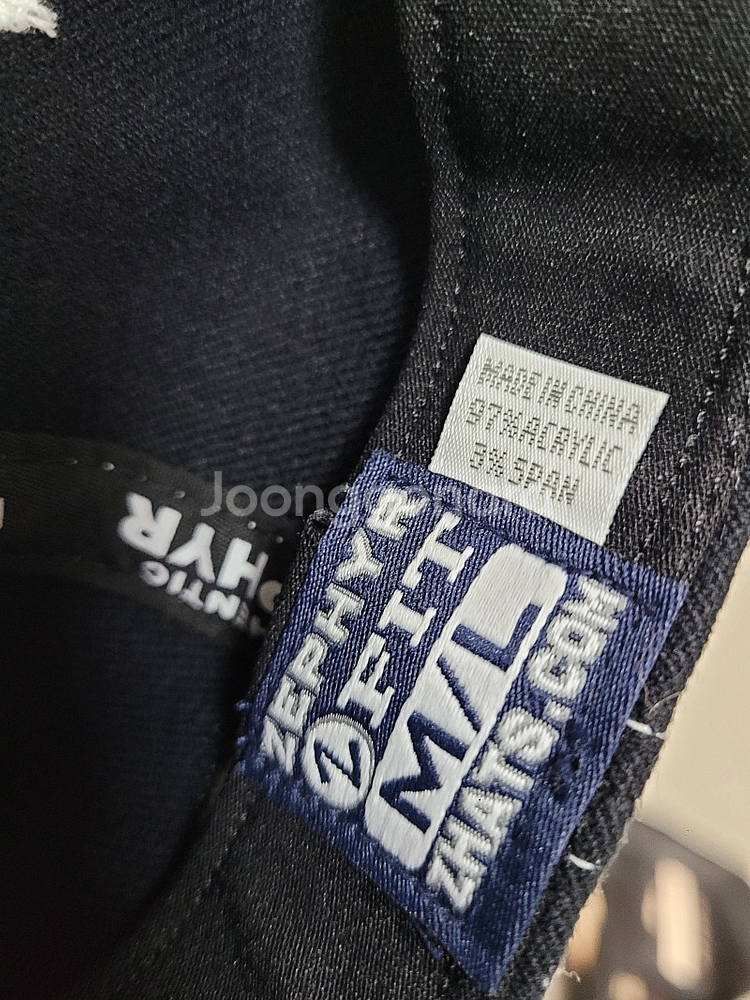 MADE IN CHINA
97% ACRYLIC
3% SPAN
ZEPHYR
Z FIT
M/L
ZHATS.COM